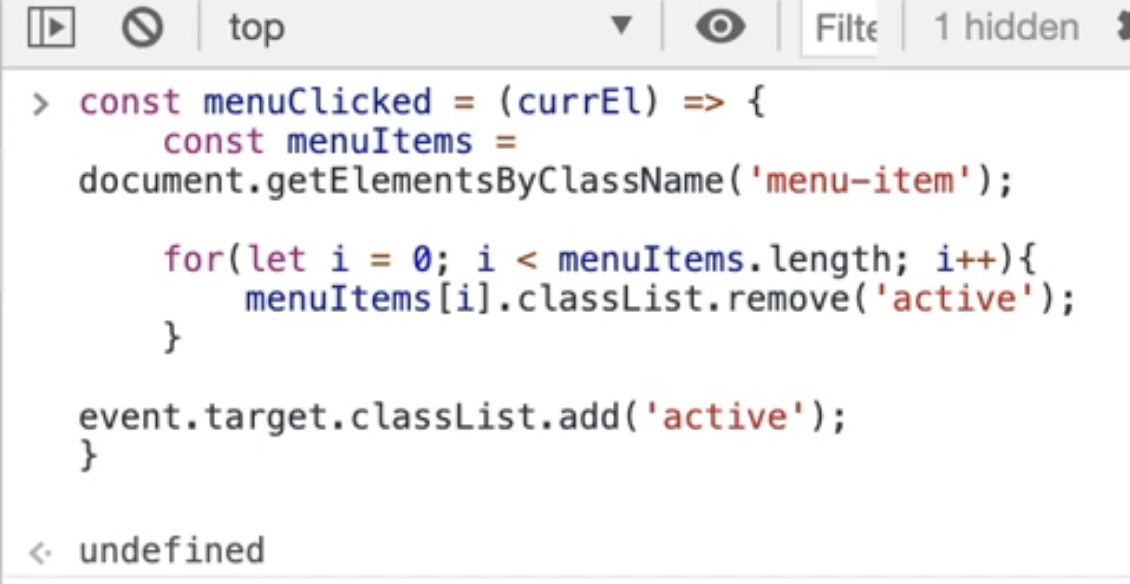 top Filte 1 hidden
> const menuClicked = (currEl) => {
    const menuItems =
document.getElementsByClassName('menu-item');
    for(let i = 0; i < menuItems.length; i++){
        menuItems[i].classList.remove('active');
    }
event.target.classList.add('active');
}
undefined